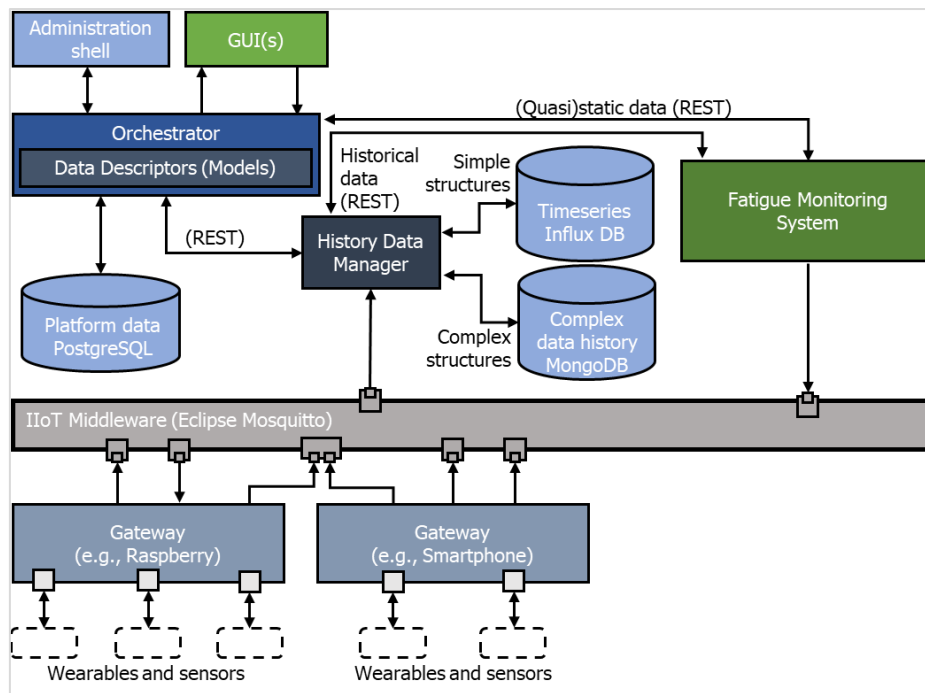 Administration
shell
GUI(s)
(Quasi)static data (REST)
Orchestrator
Data Descriptors (Models)
Historical
data
(REST)
Simple
structures
Timeseries
Influx DB
Fatigue Monitoring
System
(REST)
History Data
Manager
Platform data
PostgreSQL
Complex
structures
Complex
data history
MongoDB
IIoT Middleware (Eclipse Mosquitto)
Gateway
(e.g., Raspberry)
Gateway
(e.g., Smartphone)
Wearables and sensors
Wearables and sensors